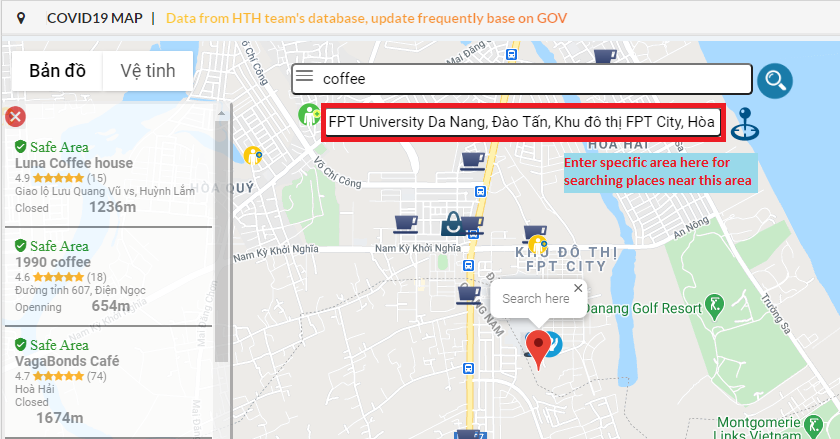 COVID19 MAP | Data from HTH team's database, update frequently base on GOV
Bản đồ
Vệ tinh
coffee
FPT University Da Nang, Đào Tấn, Khu đô thị FPT City, Hòa
Enter specific area here for
searching places near this area
Safe Area
Luna Coffee house
4.9 (15)
Giao lộ Lưu Quang Vũ vs, Huỳnh Lắm
Closed 1236m
Safe Area
1990 coffee
4.6 (18)
Đường tỉnh 607, Điện Ngọc
Openning 654m
Safe Area
VagaBonds Café
4.7 (74)
Hoà Hải
Closed
1674m
Võ Chí Công
Mai Đăng
HOÀ HẢI
HÒA QUÝ
Võ Chí Công
Nam Kỳ Khởi Nghĩa
Nam Kỳ Khởi Nghĩa
KHU ĐÔ THỊ
FPT CITY
An Nông
Trường Sa
Search here
Danang Golf Resort
Montgomerie
Links Vietnam